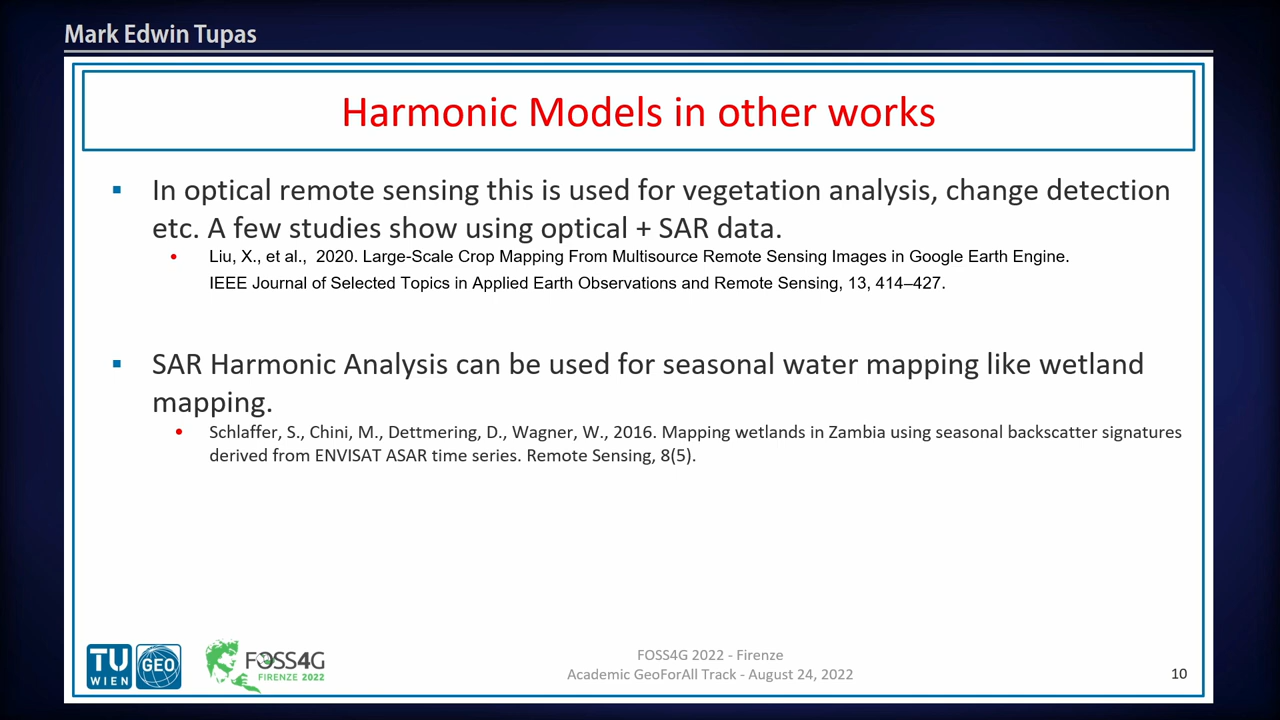 Mark Edwin Tupas
Harmonic Models in other works
▪ In optical remote sensing this is used for vegetation analysis, change detection
etc. A few studies show using optical + SAR data.
• Liu, X., et al.,  2020. Large-Scale Crop Mapping From Multisource Remote Sensing Images in Google Earth Engine.
IEEE Journal of Selected Topics in Applied Earth Observations and Remote Sensing, 13, 414–427.
▪ SAR Harmonic Analysis can be used for seasonal water mapping like wetland
mapping.
• Schlaffer, S., Chini, M., Dettmering, D., Wagner, W., 2016. Mapping wetlands in Zambia using seasonal backscatter signatures
derived from ENVISAT ASAR time series. Remote Sensing, 8(5).
TU
WIEN
GEO
FOSS4G
FIRENZE 2022
FOSS4G 2022 - Firenze
Academic GeoForAll Track - August 24, 2022
10